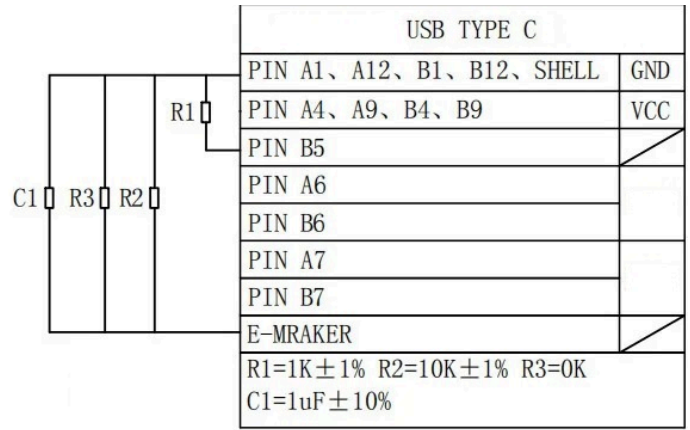 USB TYPE C
PIN A1、A12、B1、B12、SHELL GND
R1 PIN A4、A9、B4、B9 VCC
PIN B5
PIN A6
C1 R3 R2
PIN B6
PIN A7
PIN B7
E-MRAKER
R1=1K±1% R2=10K±1% R3=0K
C1=1uF±10%